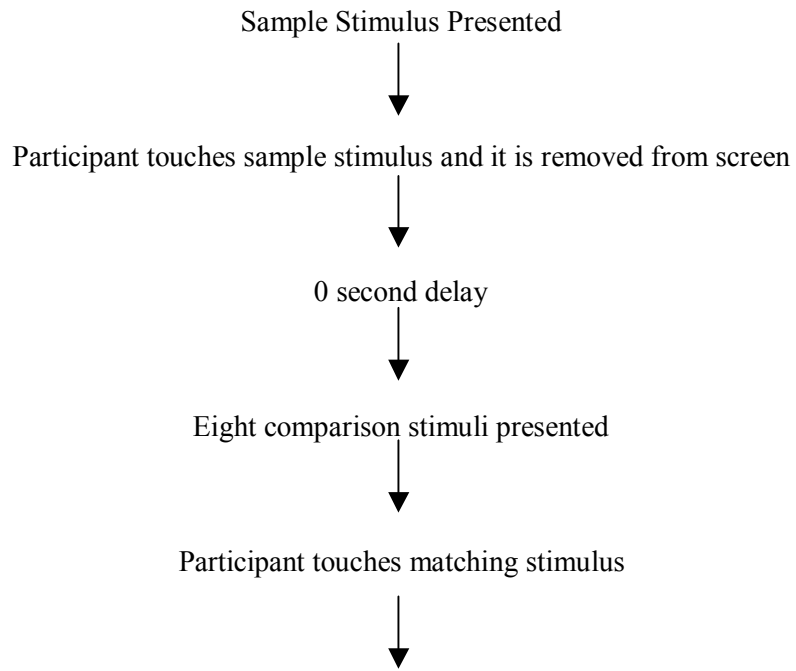 Sample Stimulus Presented
Participant touches sample stimulus and it is removed from screen
0 second delay
Eight comparison stimuli presented
Participant touches matching stimulus